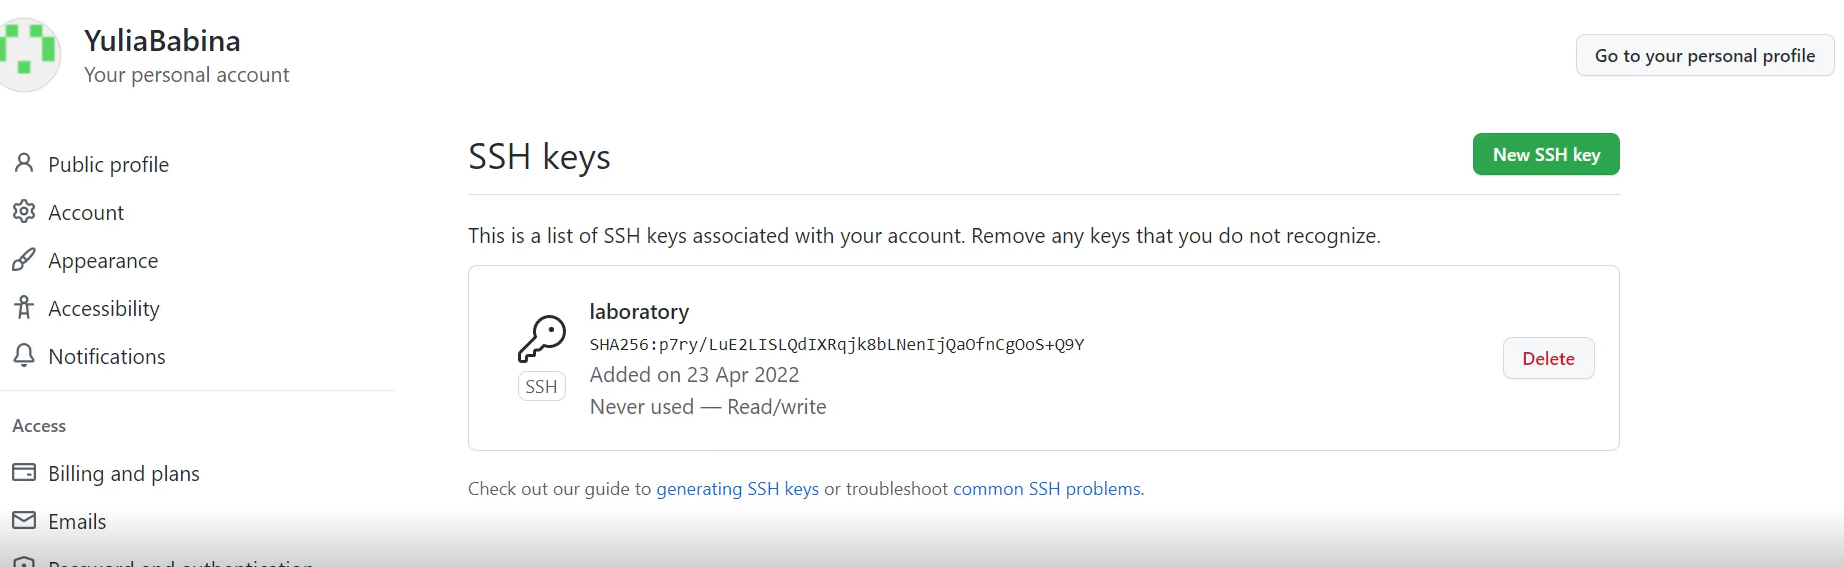 YuliaBabina
Your personal account
Go to your personal profile
Public profile
Account
Appearance
Accessibility
Notifications
Access
Billing and plans
Emails
Password and authentication
SSH keys
New SSH key
This is a list of SSH keys associated with your account. Remove any keys that you do not recognize.
laboratory
SHA256:p7ry/LuE2LISLQdIXRqjk8bLNenIjQaOfnCgOoS+Q9Y
Added on 23 Apr 2022
Never used — Read/write
SSH
Delete
Check out our guide to generating SSH keys or troubleshoot common SSH problems.